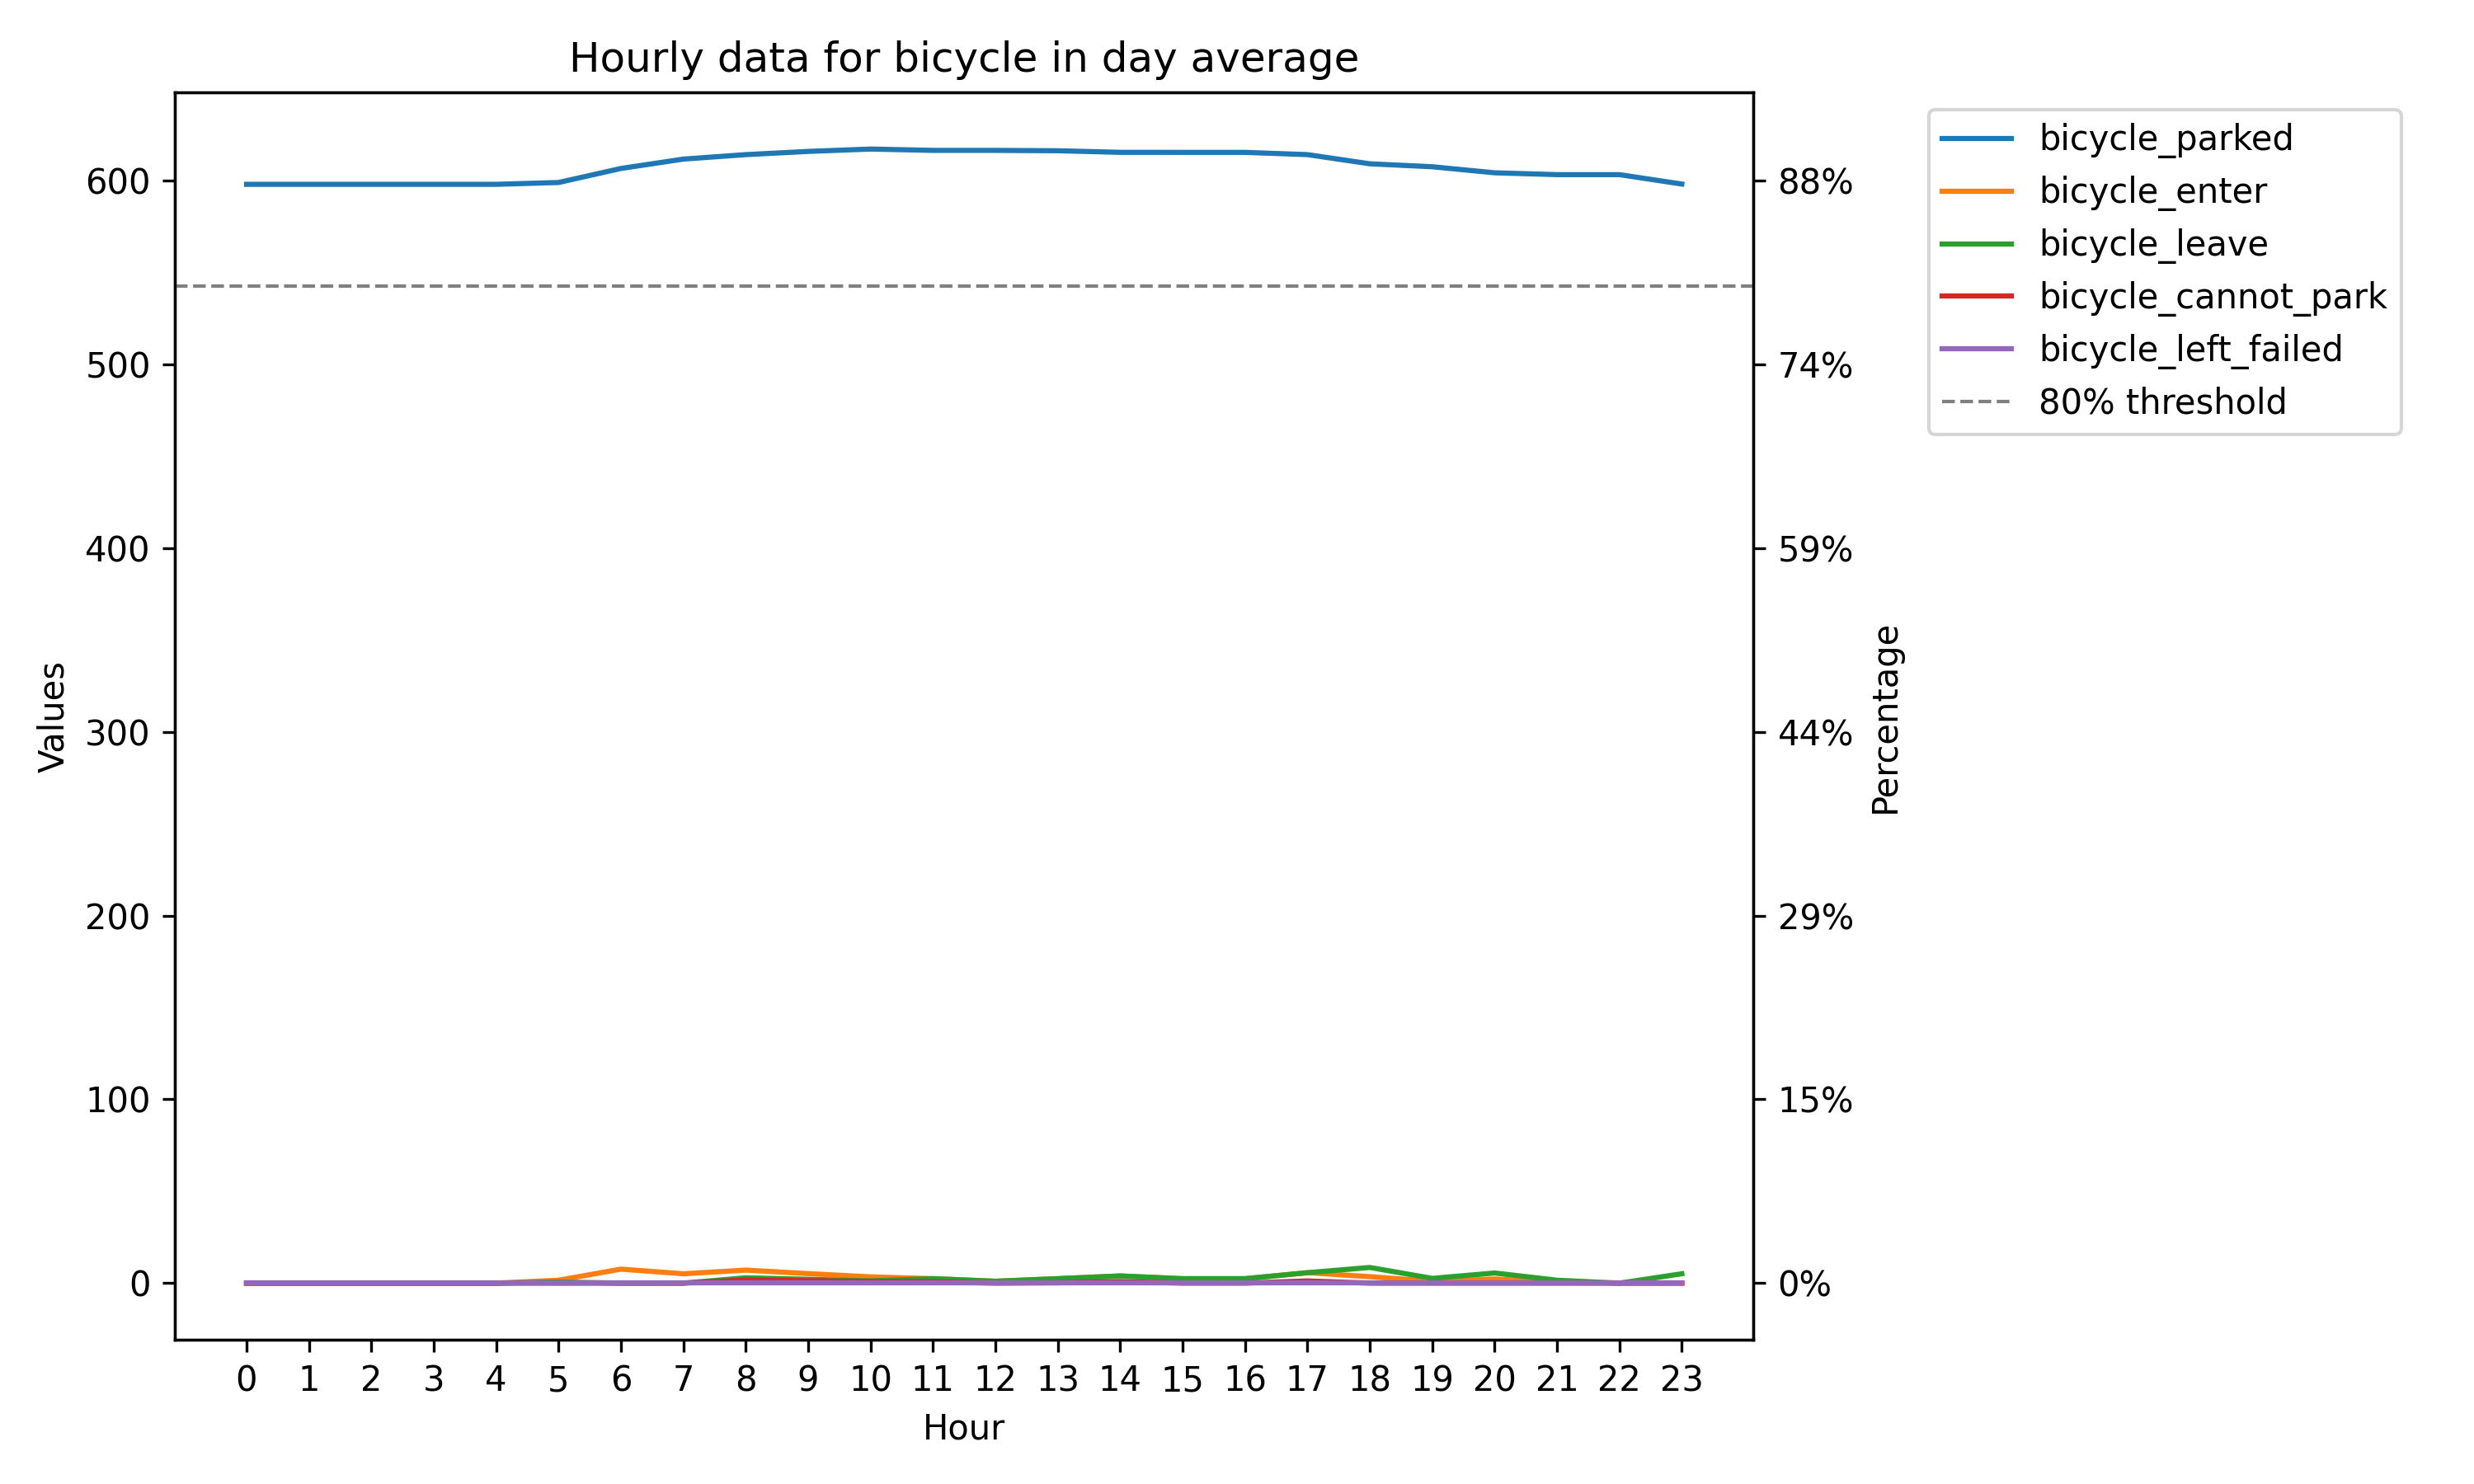 Hourly data for bicycle in day average
600
500
400
300
200
100
0
Values
88%
74%
59%
44%
29%
15%
0%
Percentage
0 1 2 3 4 5 6 7 8 9 10 11 12 13 14 15 16 17 18 19 20 21 22 23
Hour
bicycle_parked
bicycle_enter
bicycle_leave
bicycle_cannot_park
bicycle_left_failed
80% threshold